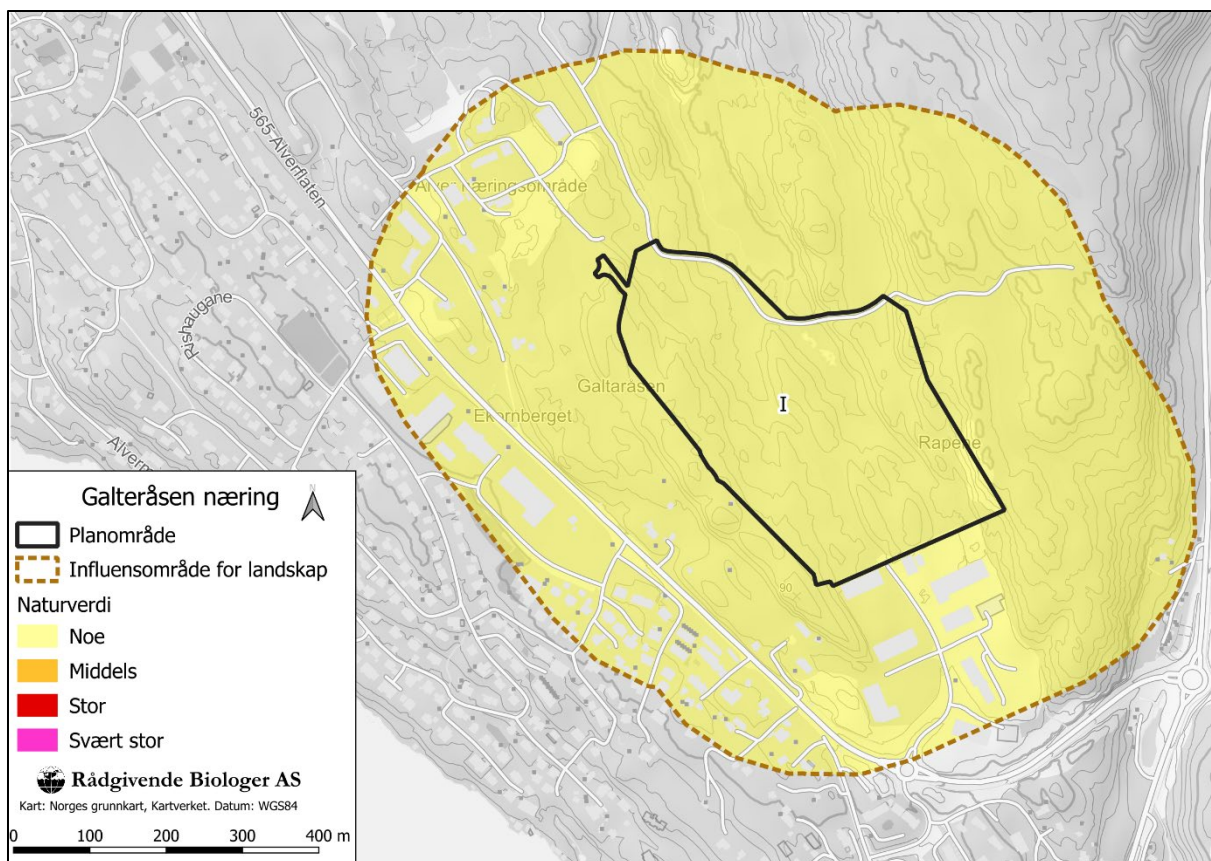 565 Alverflaten
Alver Næringsområde
Rishaugane
Galtaråsen
I
Ekornberget
Rapene
90
Galteråsen næring
N
Planområde
Influensområde for landskap
Naturverdi
Noe
Middels
Stor
Svært stor
Rådgivende Biologer AS
Kart: Norges grunnkart, Kartverket. Datum: WGS84
0 100 200 300 400 m